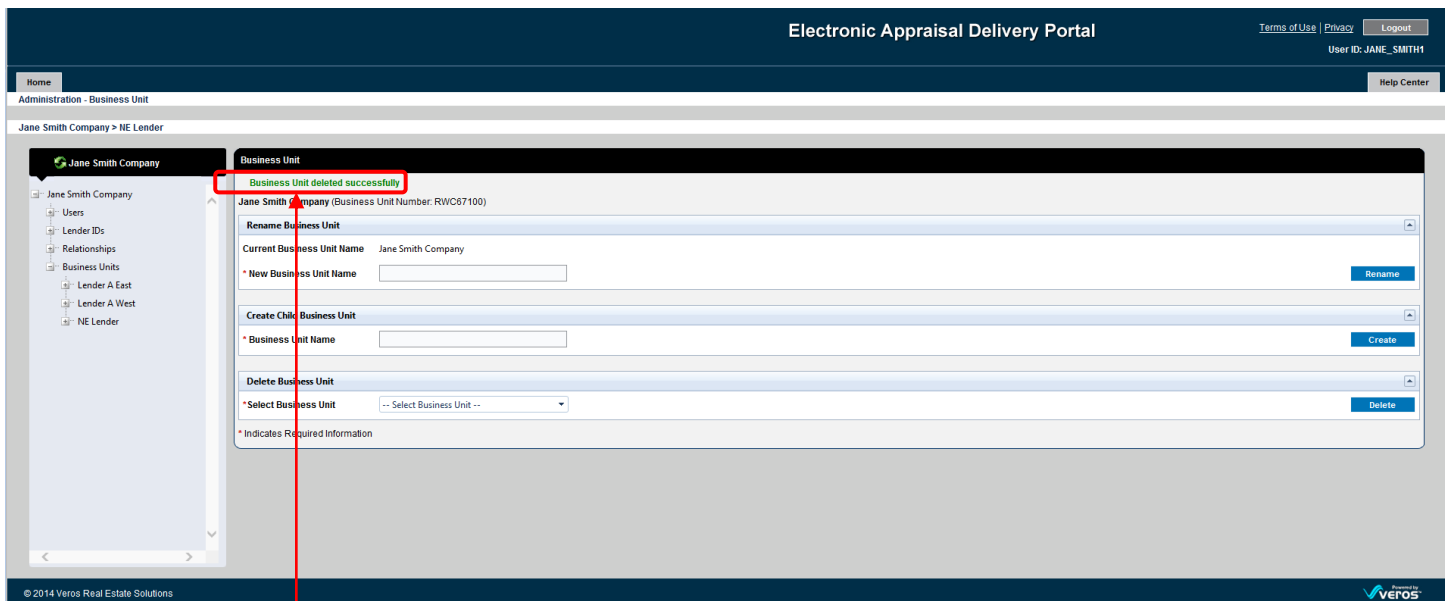 Electronic Appraisal Delivery Portal
Terms of Use | Privacy Logout
User ID: JANE_SMITH1
Home Help Center
Administration - Business Unit
Jane Smith Company > NE Lender
Jane Smith Company
Jane Smith Company
Users
Lender IDs
Relationships
Business Units
Lender A East
Lender A West
NE Lender
Business Unit
Business Unit deleted successfully
Jane Smith Company (Business Unit Number: RWC67100)
Rename Business Unit
Current Business Unit Name Jane Smith Company
* New Business Unit Name Rename
Create Child Business Unit
* Business Unit Name Create
Delete Business Unit
*Select Business Unit -- Select Business Unit -- Delete
* Indicates Required Information
© 2014 Veros Real Estate Solutions
Powered by
veros